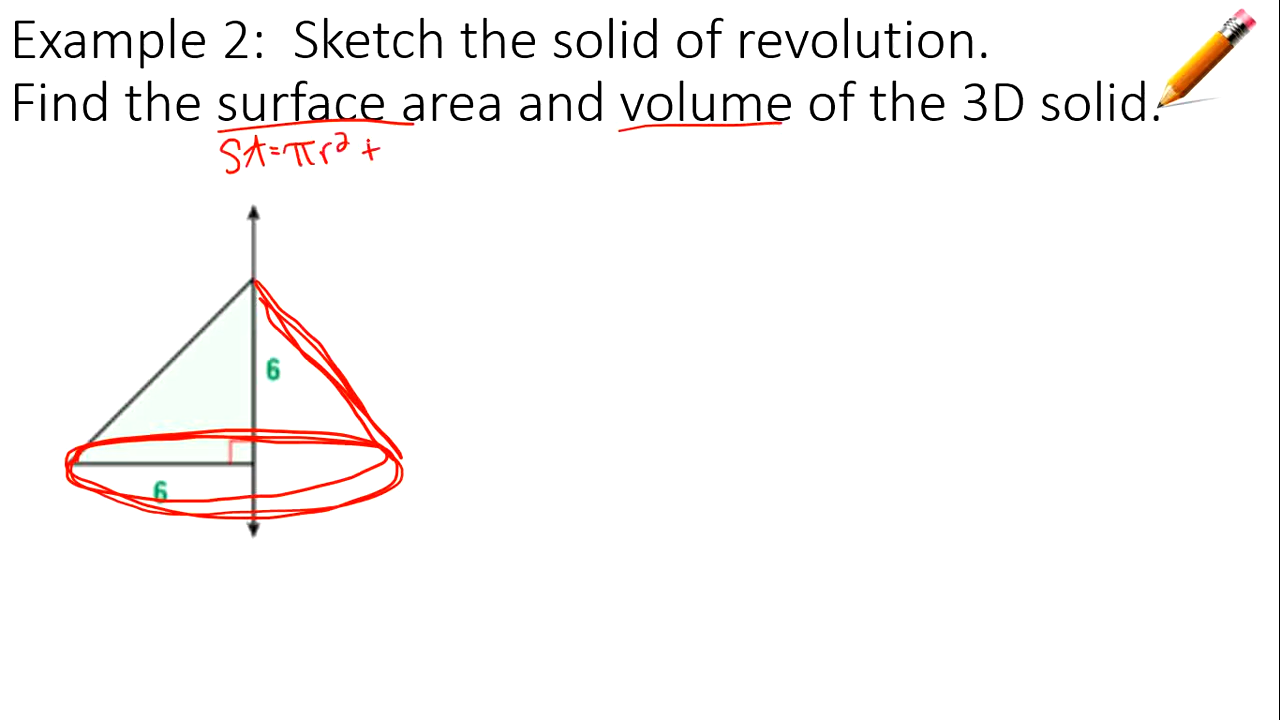 Example 2: Sketch the solid of revolution.
Find the surface area and volume of the 3D solid.
SA=πr² +
6
6